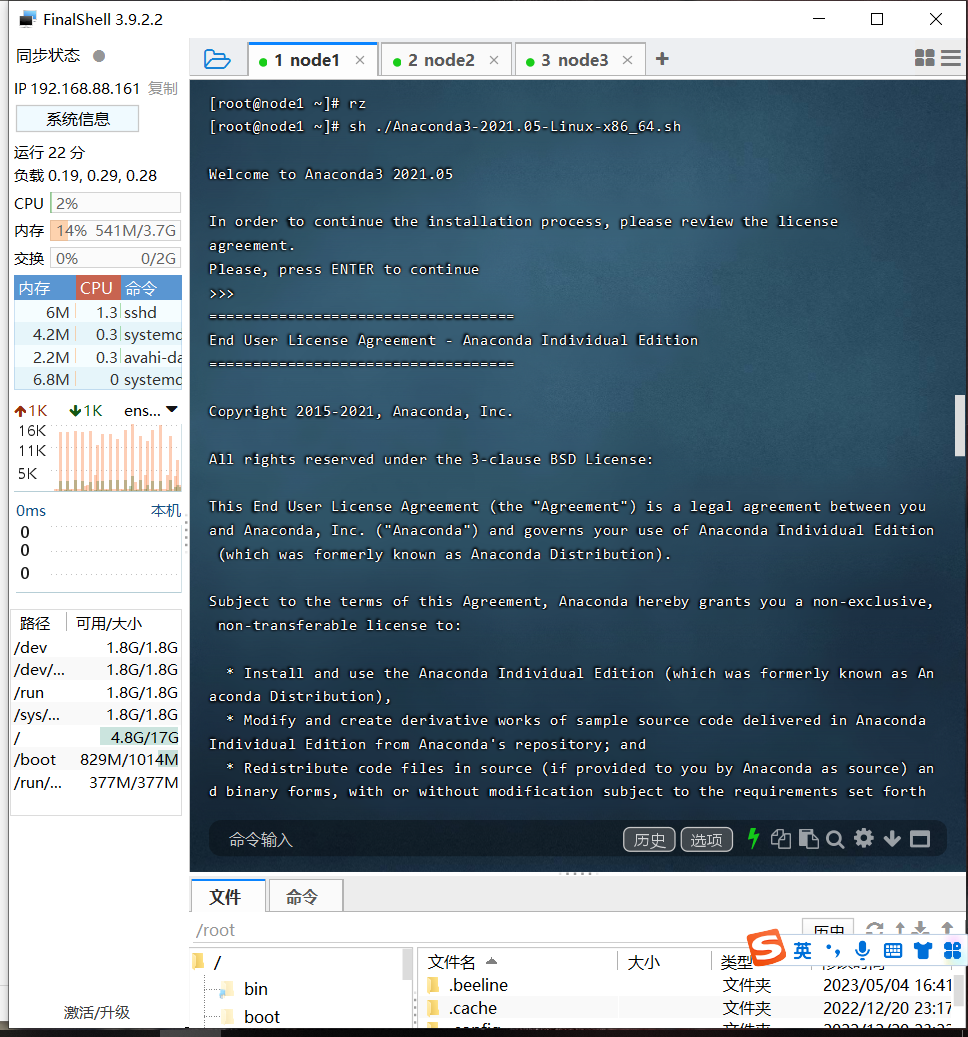 FinalShell 3.9.2.2
同步状态
IP 192.168.88.161 复制
系统信息
运行 22 分
负载 0.19, 0.29, 0.28
CPU 2%
内存 14% 541M/3.7G
交换 0% 0/2G
内存 CPU 命令
6M 1.3 sshd
4.2M 0.3 systemd
2.2M 0.3 avahi-da
6.8M 0 systemd
1K 1K ens...
16K
11K
5K
0ms 本机
0
0
0
路径 可用/大小
/dev 1.8G/1.8G
/dev/... 1.8G/1.8G
/run 1.8G/1.8G
/sys/... 1.8G/1.8G
/ 4.8G/17G
/boot 829M/1014M
/run/... 377M/377M
激活/升级
1 node1
2 node2
3 node3
[root@node1 ~]# rz
[root@node1 ~]# sh ./Anaconda3-2021.05-Linux-x86_64.sh
Welcome to Anaconda3 2021.05
In order to continue the installation process, please review the license
agreement.
Please, press ENTER to continue
>>>
===================================
End User License Agreement - Anaconda Individual Edition
===================================
Copyright 2015-2021, Anaconda, Inc.
All rights reserved under the 3-clause BSD License:
This End User License Agreement (the "Agreement") is a legal agreement between you
and Anaconda, Inc. ("Anaconda") and governs your use of Anaconda Individual Edition
(which was formerly known as Anaconda Distribution).
Subject to the terms of this Agreement, Anaconda hereby grants you a non-exclusive,
non-transferable license to:
* Install and use the Anaconda Individual Edition (which was formerly known as An
aconda Distribution),
* Modify and create derivative works of sample source code delivered in Anaconda
Individual Edition from Anaconda's repository; and
* Redistribute code files in source (if provided to you by Anaconda as source) an
d binary forms, with or without modification subject to the requirements set forth
命令输入 历史 选项
文件 命令
/root 历史
英
/
bin
boot
文件名 大小 类型 修改时间
.beeline 文件夹 2023/05/04 16:41
.cache 文件夹 2022/12/20 23:17
.config 文件夹